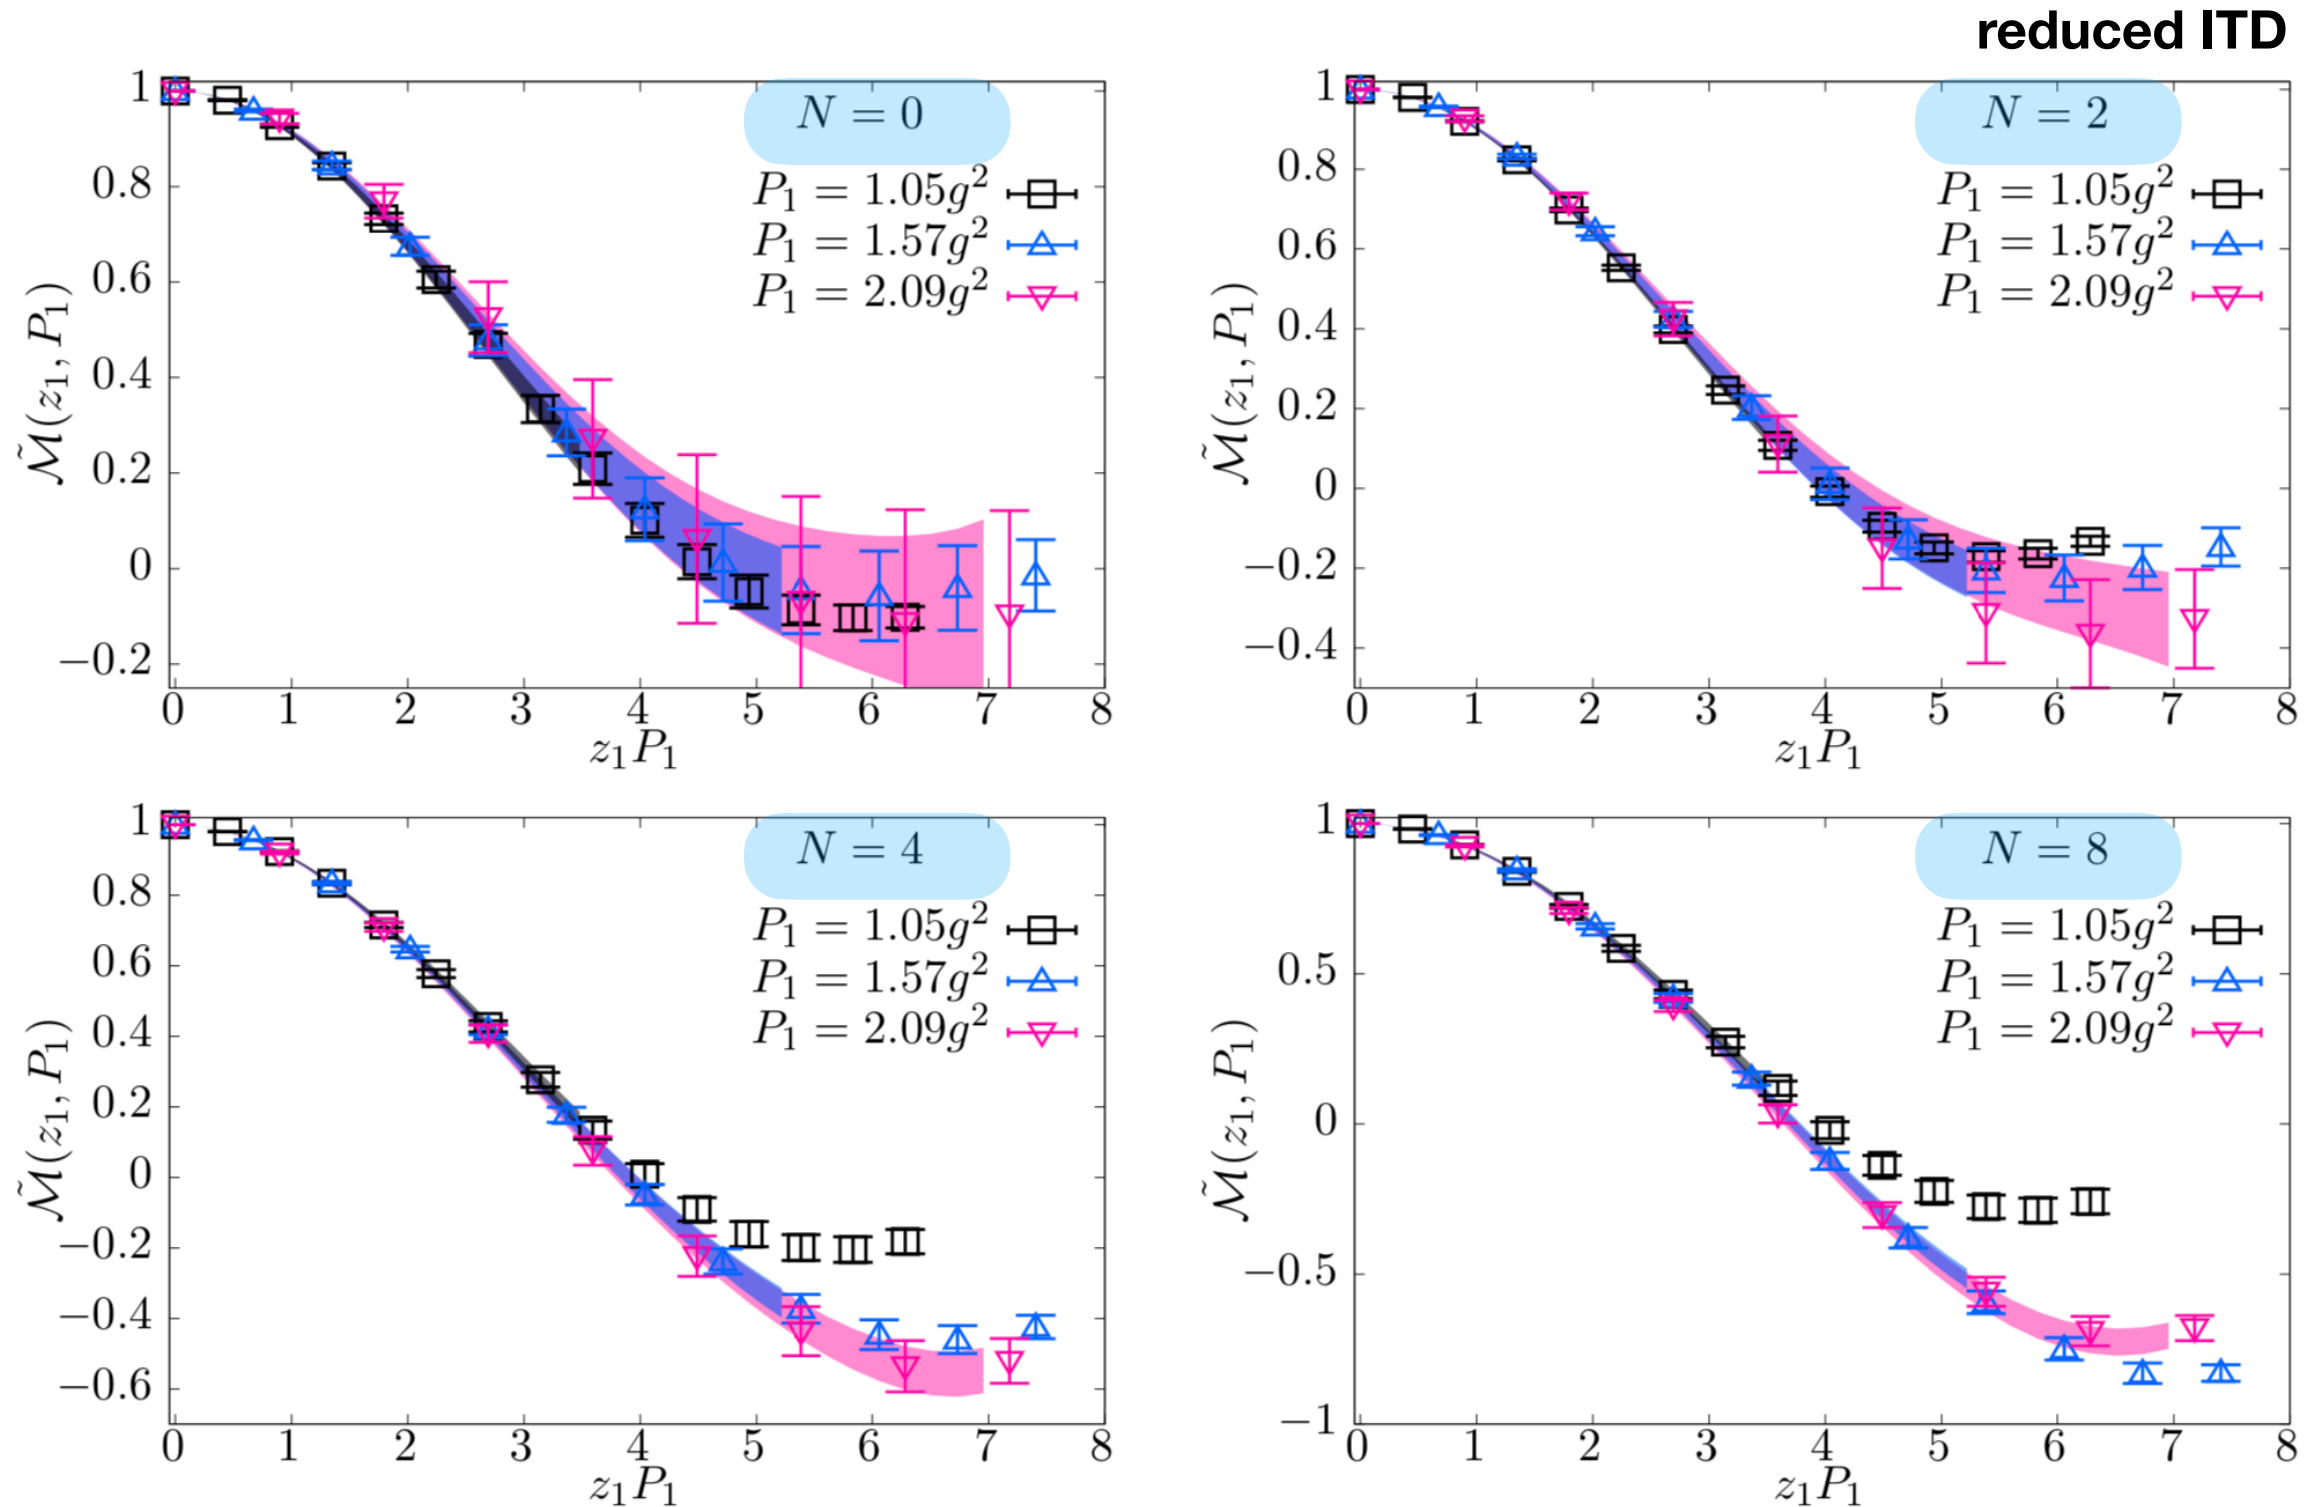 reduced ITD
N = 0
P₁ = 1.05g²
P₁ = 1.57g²
P₁ = 2.09g²
1
0.8
0.6
0.4
0.2
0
−0.2
M̃(z₁, P₁)
0 1 2 3 4 5 6 7 8
z₁P₁
N = 2
P₁ = 1.05g²
P₁ = 1.57g²
P₁ = 2.09g²
1
0.8
0.6
0.4
0.2
0
−0.2
−0.4
M̃(z₁, P₁)
0 1 2 3 4 5 6 7 8
z₁P₁
N = 4
P₁ = 1.05g²
P₁ = 1.57g²
P₁ = 2.09g²
1
0.8
0.6
0.4
0.2
0
−0.2
−0.4
−0.6
M̃(z₁, P₁)
0 1 2 3 4 5 6 7 8
z₁P₁
N = 8
P₁ = 1.05g²
P₁ = 1.57g²
P₁ = 2.09g²
1
0.5
0
−0.5
−1
M̃(z₁, P₁)
0 1 2 3 4 5 6 7 8
z₁P₁